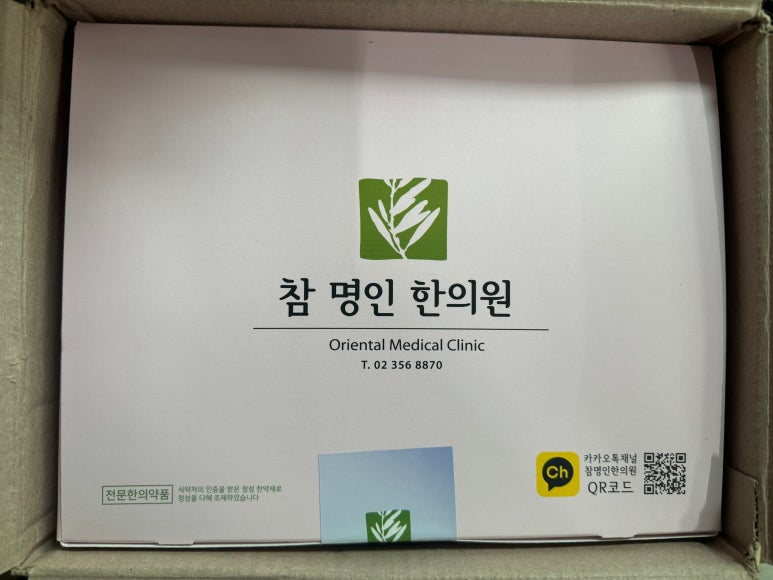 참 명인 한의원
Oriental Medical Clinic
T. 02 356 8870
전문한의약품
식약처의 인증을 받은 청정 한약재로
정성을 다해 조제하였습니다
Ch
카카오톡채널
참명인한의원
QR코드